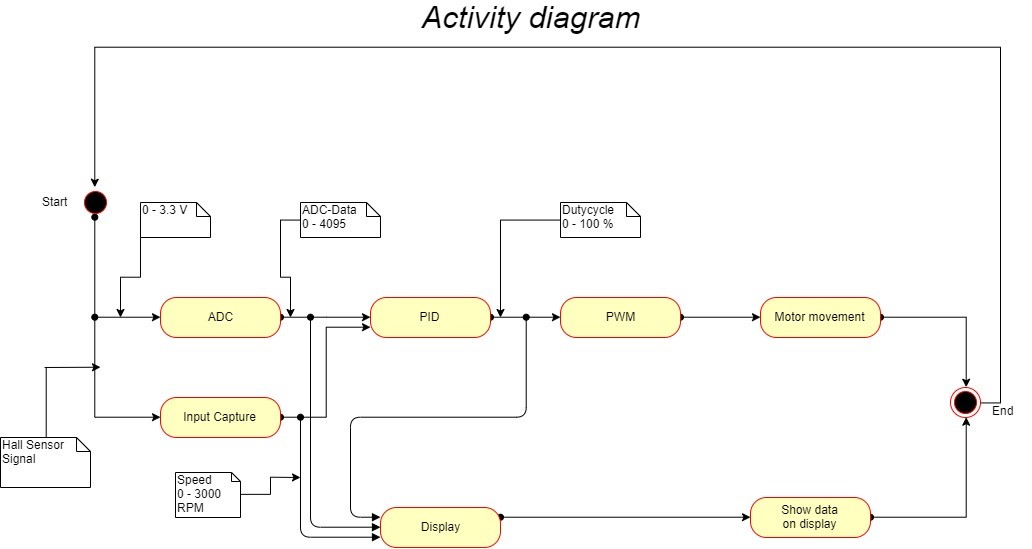 Activity diagram
Start
0 - 3.3 V
ADC-Data
0 - 4095
Dutycycle
0 - 100 %
ADC
PID
PWM
Motor movement
Input Capture
End
Hall Sensor
Signal
Speed
0 - 3000
RPM
Display
Show data
on display